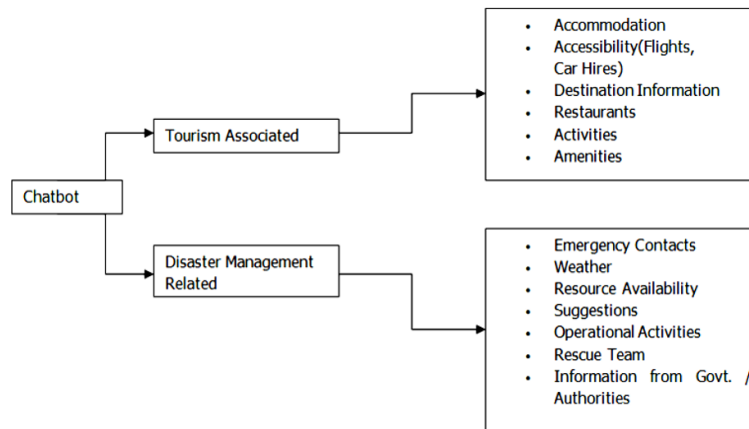 Chatbot
Tourism Associated
• Accommodation
• Accessibility(Flights,
Car Hires)
• Destination Information
• Restaurants
• Activities
• Amenities
Disaster Management
Related
• Emergency Contacts
• Weather
• Resource Availability
• Suggestions
• Operational Activities
• Rescue Team
• Information from Govt. /
Authorities